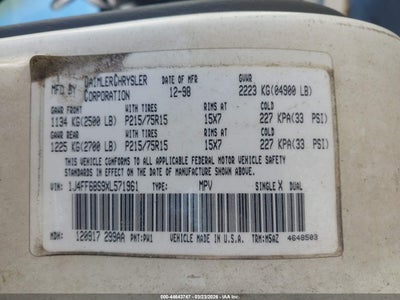 MFD BY DAIMLERCHRYSLER CORPORATION DATE OF MFR 12-98 GVWR 2223 KG(04900 LB)
GAWR FRONT WITH TIRES RIMS AT COLD
1134 KG(2500 LB) P215/75R15 15X7 227 KPA(33 PSI)
GAWR REAR WITH TIRES RIMS AT COLD
1225 KG(2700 LB) P215/75R15 15X7 227 KPA(33 PSI)
THIS VEHICLE CONFORMS TO ALL APPLICABLE FEDERAL MOTOR VEHICLE SAFETY
STANDARDS IN EFFECT ON THE DATE OF MANUFACTURE SHOWN ABOVE.
VIN: 1J4FF68S9XL571961 TYPE: MPV SINGLE X DUAL
MDH: 120917 299AA PNT:PW1 VEHICLE MADE IN U.S.A. TRM:M5AZ 4648503
000-44643747 - 03/23/2026 - 000-IAA